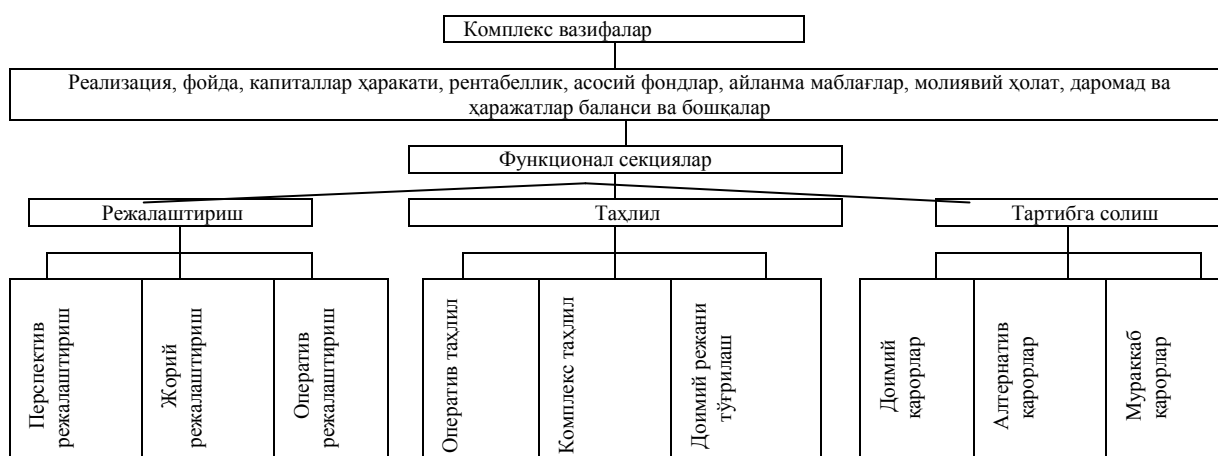 Комплекс вазифалар
Реализация, фойда, капиталлар ҳаракати, рентабеллик, асосий фондлар, айланма маблағлар, молиявий ҳолат, даромад ва
ҳаражатлар баланси ва бошқалар
Функционал секциялар
Режалаштириш
Таҳлил
Тартибга солиш
Перспектив
режалаштириш
Жорий
режалаштириш
Оператив
режалаштириш
Оператив таҳлил
Комплекс таҳлил
Доимий режани
тўғрилаш
Доимий
қарорлар
Алтернатив
қарорлар
Мураккаб
қарорлар